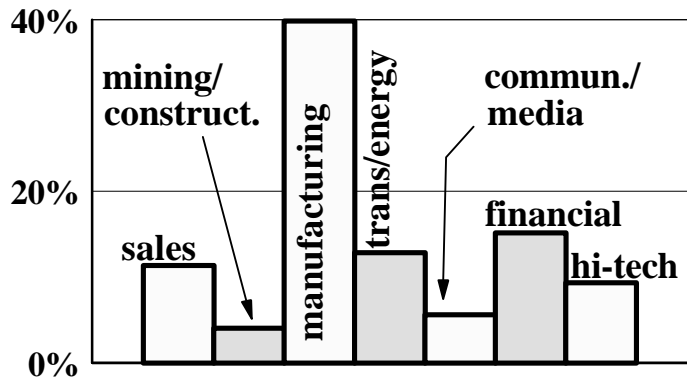 40%
mining/
construct.
manufacturing
trans/energy
commun./
media
20%
sales
financial
hi-tech
0%